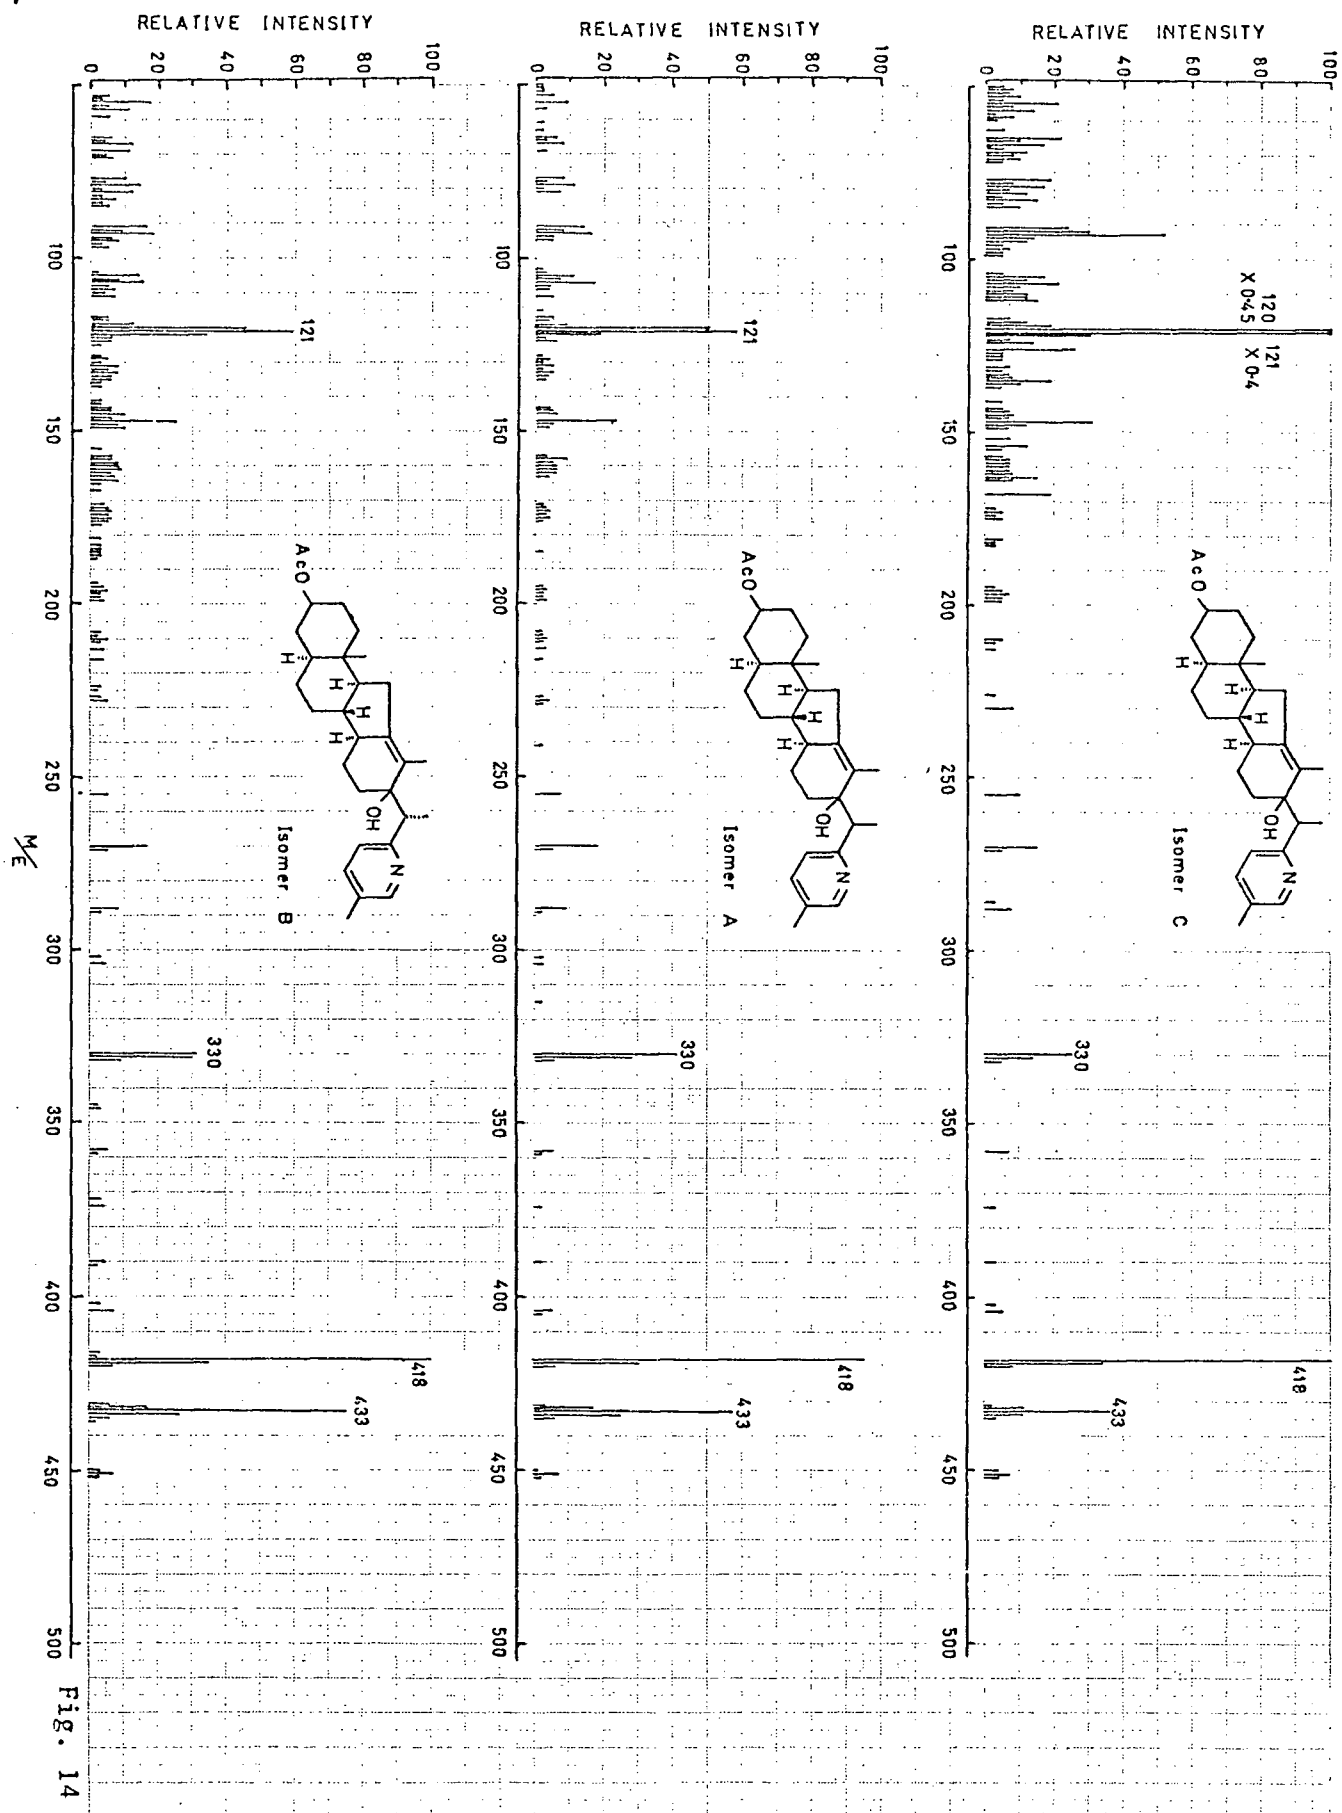 RELATIVE INTENSITY
100
80
60
40
20
0
120
X 0·45
121
X 0·4
AcO
H
H
H
H
OH
N
Isomer C
330
418
433
100
150
200
250
300
350
400
450
500
RELATIVE INTENSITY
100
80
60
40
20
0
121
AcO
H
H
H
H
OH
N
Isomer A
330
418
433
100
150
200
250
300
350
400
450
500
RELATIVE INTENSITY
100
80
60
40
20
0
121
AcO
H
H
H
H
OH
N
Isomer B
330
418
433
100
150
200
250
300
350
400
450
500
M/E
Fig. 14